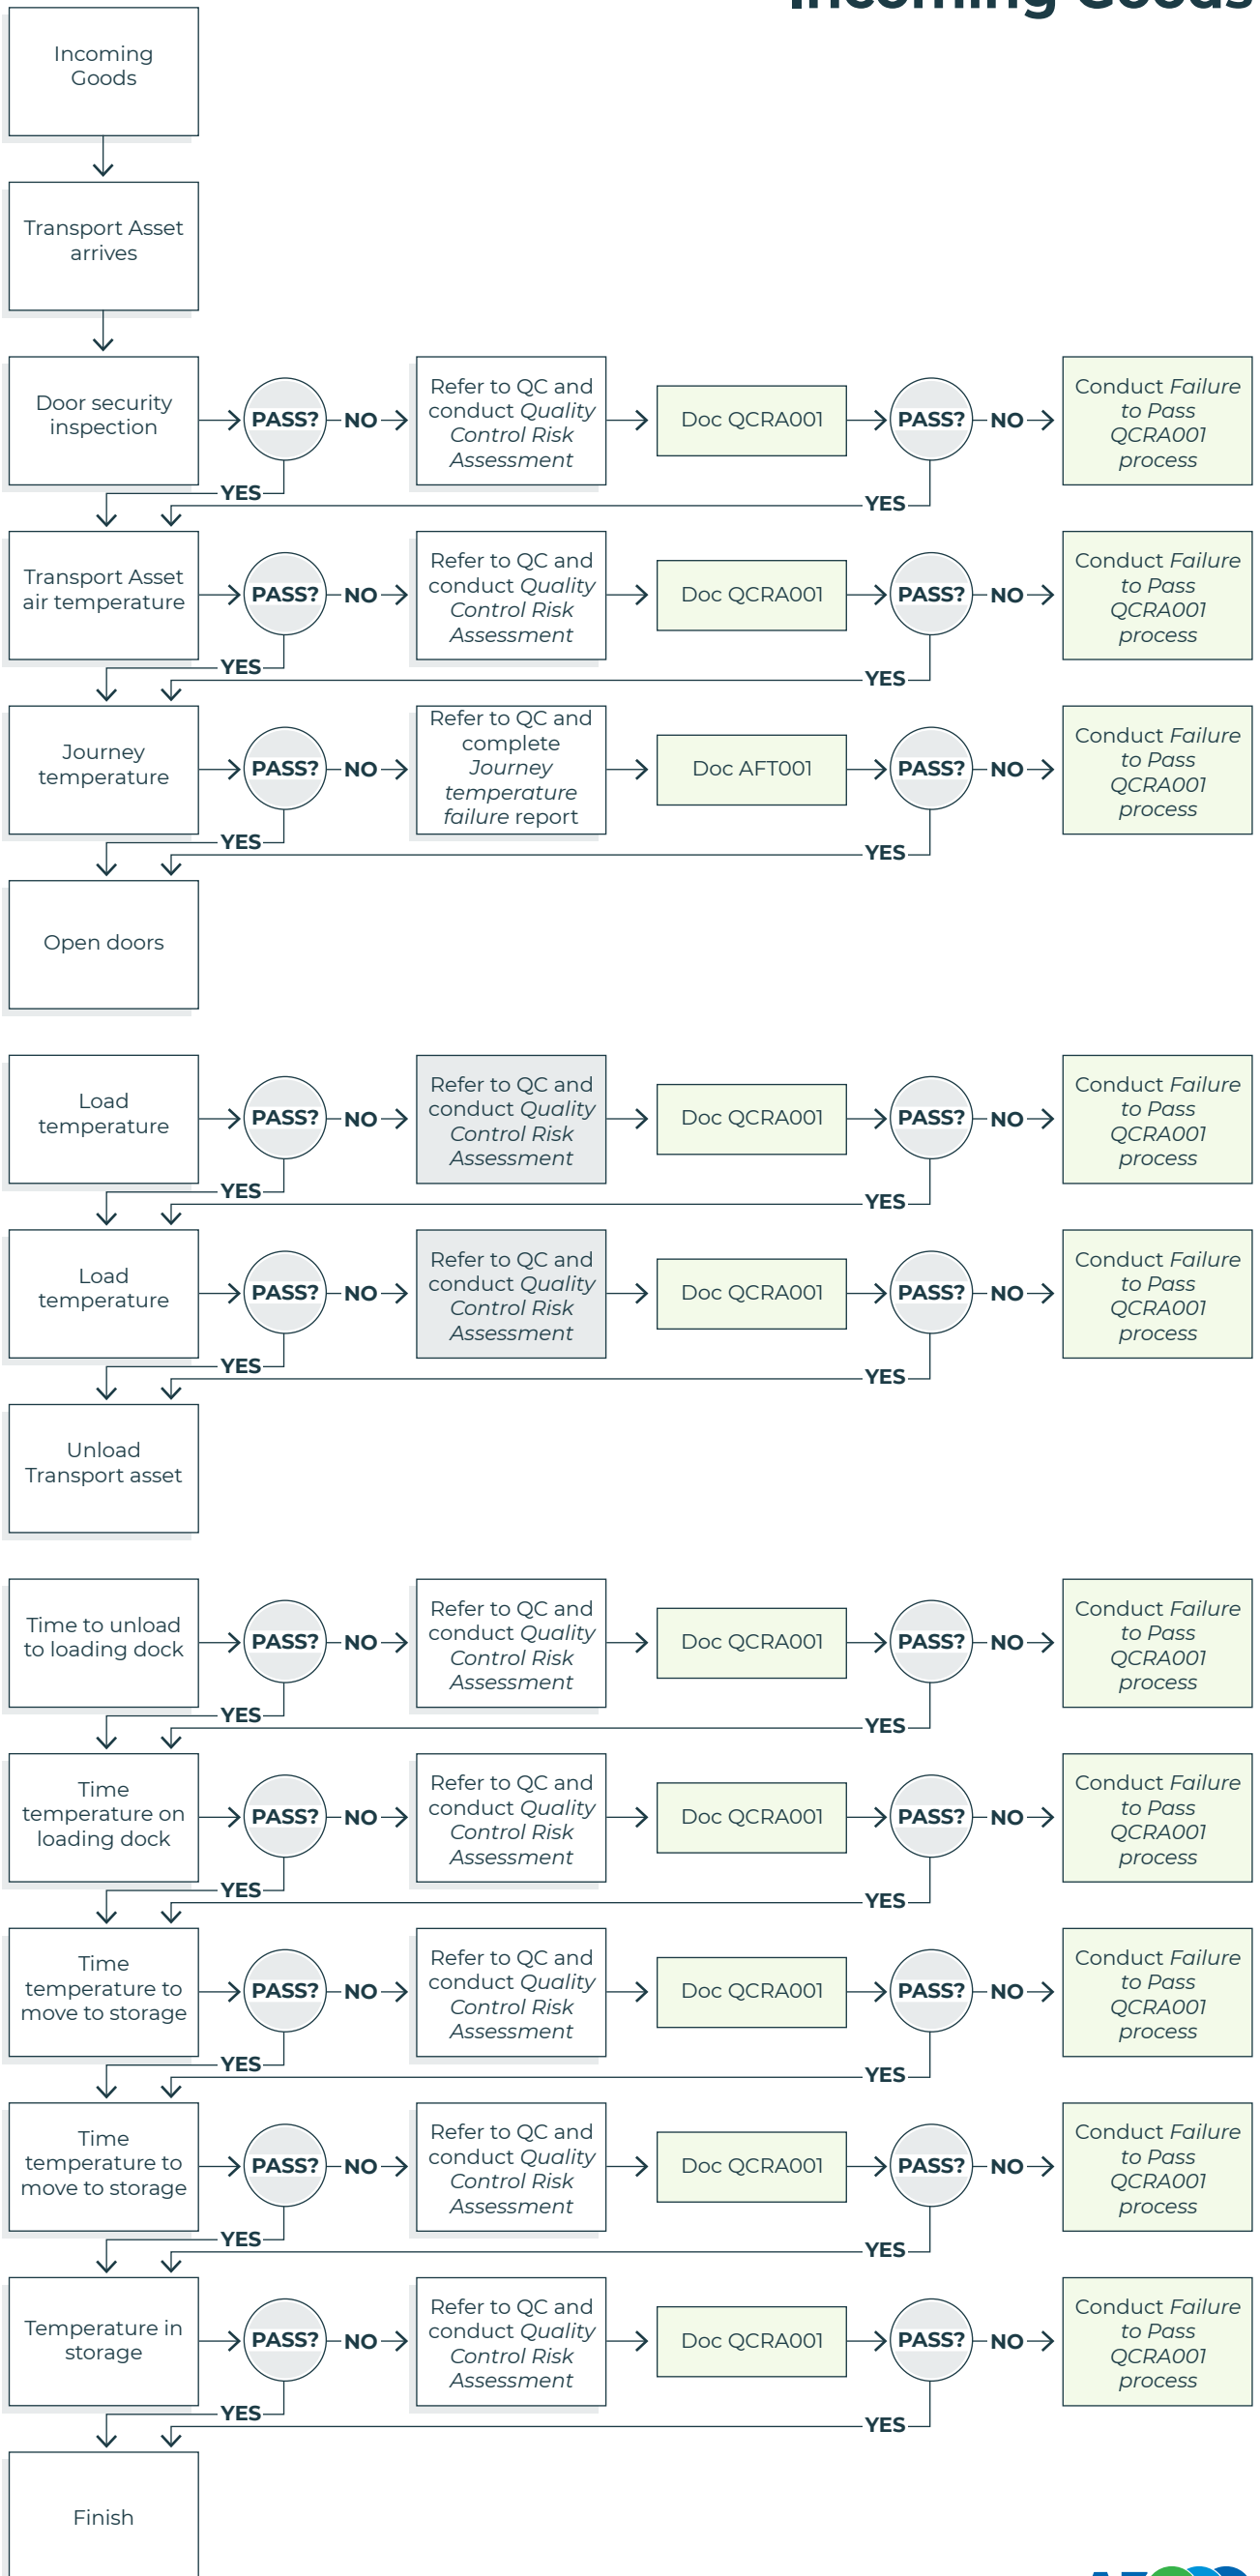 Incoming Goods
Incoming
Goods
Transport Asset
arrives
Door security
inspection
PASS?
NO
Refer to QC and
conduct Quality
Control Risk
Assessment
Doc QCRA001
PASS?
NO
Conduct Failure
to Pass
QCRA001
process
YES
YES
Transport Asset
air temperature
PASS?
NO
Refer to QC and
conduct Quality
Control Risk
Assessment
Doc QCRA001
PASS?
NO
Conduct Failure
to Pass
QCRA001
process
YES
YES
Journey
temperature
PASS?
NO
Refer to QC and
complete
Journey
temperature
failure report
Doc AFT001
PASS?
NO
Conduct Failure
to Pass
QCRA001
process
YES
YES
Open doors
Load
temperature
PASS?
NO
Refer to QC and
conduct Quality
Control Risk
Assessment
Doc QCRA001
PASS?
NO
Conduct Failure
to Pass
QCRA001
process
YES
YES
Load
temperature
PASS?
NO
Refer to QC and
conduct Quality
Control Risk
Assessment
Doc QCRA001
PASS?
NO
Conduct Failure
to Pass
QCRA001
process
YES
YES
Unload
Transport asset
Time to unload
to loading dock
PASS?
NO
Refer to QC and
conduct Quality
Control Risk
Assessment
Doc QCRA001
PASS?
NO
Conduct Failure
to Pass
QCRA001
process
YES
YES
Time
temperature on
loading dock
PASS?
NO
Refer to QC and
conduct Quality
Control Risk
Assessment
Doc QCRA001
PASS?
NO
Conduct Failure
to Pass
QCRA001
process
YES
YES
Time
temperature to
move to storage
PASS?
NO
Refer to QC and
conduct Quality
Control Risk
Assessment
Doc QCRA001
PASS?
NO
Conduct Failure
to Pass
QCRA001
process
YES
YES
Time
temperature to
move to storage
PASS?
NO
Refer to QC and
conduct Quality
Control Risk
Assessment
Doc QCRA001
PASS?
NO
Conduct Failure
to Pass
QCRA001
process
YES
YES
Temperature in
storage
PASS?
NO
Refer to QC and
conduct Quality
Control Risk
Assessment
Doc QCRA001
PASS?
NO
Conduct Failure
to Pass
QCRA001
process
YES
YES
Finish